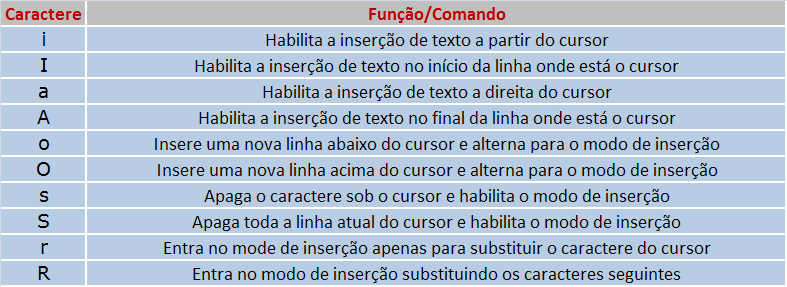 Caractere Função/Comando
i Habilita a inserção de texto a partir do cursor
I Habilita a inserção de texto no início da linha onde está o cursor
a Habilita a inserção de texto a direita do cursor
A Habilita a inserção de texto no final da linha onde está o cursor
o Insere uma nova linha abaixo do cursor e alterna para o modo de inserção
O Insere uma nova linha acima do cursor e alterna para o modo de inserção
s Apaga o caractere sob o cursor e habilita o modo de inserção
S Apaga toda a linha atual do cursor e habilita o modo de inserção
r Entra no mode de inserção apenas para substituir o caractere do cursor
R Entra no modo de inserção substituindo os caracteres seguintes